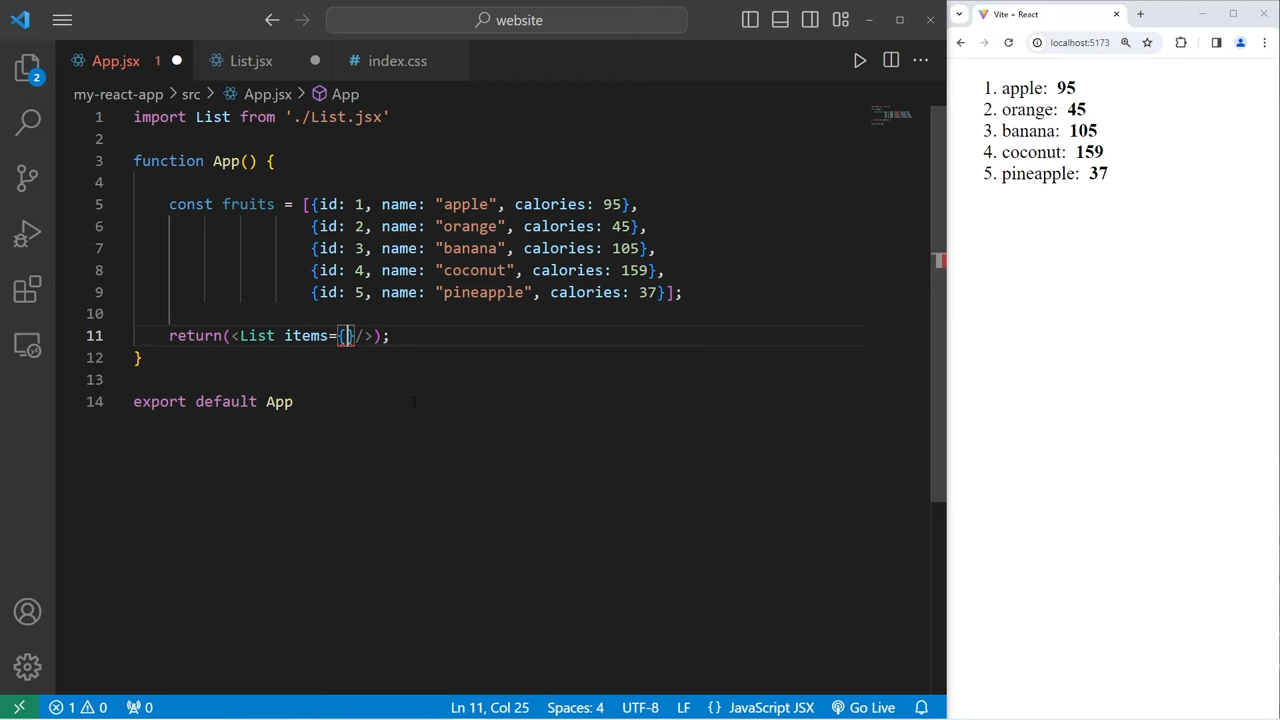 website
App.jsx 1
List.jsx
# index.css
my-react-app > src > App.jsx > App
1 import List from './List.jsx'
2
3 function App() {
4
5 const fruits = [{id: 1, name: "apple", calories: 95},
6 {id: 2, name: "orange", calories: 45},
7 {id: 3, name: "banana", calories: 105},
8 {id: 4, name: "coconut", calories: 159},
9 {id: 5, name: "pineapple", calories: 37}];
10
11 return(<List items={}/>);
12 }
13
14 export default App
2
1 0
0
Ln 11, Col 25
Spaces: 4
UTF-8
LF
{} JavaScript JSX
Go Live
Vite + React
localhost:5173
1. apple: 95
2. orange: 45
3. banana: 105
4. coconut: 159
5. pineapple: 37